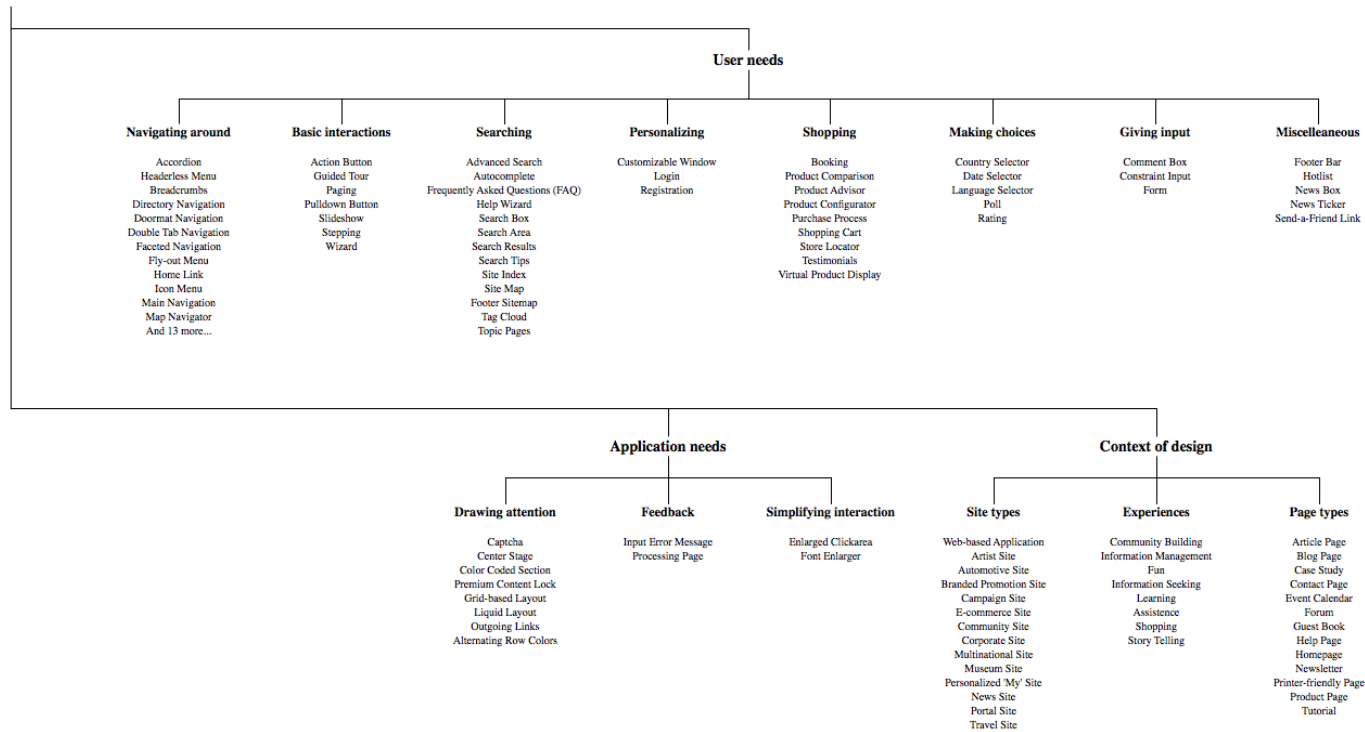 User needs
Navigating around
Accordion
Headerless Menu
Breadcrumbs
Directory Navigation
Doormat Navigation
Double Tab Navigation
Faceted Navigation
Fly-out Menu
Home Link
Icon Menu
Main Navigation
Map Navigator
And 13 more...
Basic interactions
Action Button
Guided Tour
Paging
Pulldown Button
Slideshow
Stepping
Wizard
Searching
Advanced Search
Autocomplete
Frequently Asked Questions (FAQ)
Help Wizard
Search Box
Search Area
Search Results
Search Tips
Site Index
Site Map
Footer Sitemap
Tag Cloud
Topic Pages
Personalizing
Customizable Window
Login
Registration
Shopping
Booking
Product Comparison
Product Advisor
Product Configurator
Purchase Process
Shopping Cart
Store Locator
Testimonials
Virtual Product Display
Making choices
Country Selector
Date Selector
Language Selector
Poll
Rating
Giving input
Comment Box
Constraint Input
Form
Miscelleaneous
Footer Bar
Hotlist
News Box
News Ticker
Send-a-Friend Link
Application needs
Drawing attention
Captcha
Center Stage
Color Coded Section
Premium Content Lock
Grid-based Layout
Liquid Layout
Outgoing Links
Alternating Row Colors
Feedback
Input Error Message
Processing Page
Simplifying interaction
Enlarged Clickarea
Font Enlarger
Context of design
Site types
Web-based Application
Artist Site
Automotive Site
Branded Promotion Site
Campaign Site
E-commerce Site
Community Site
Corporate Site
Multinational Site
Museum Site
Personalized 'My' Site
News Site
Portal Site
Travel Site
Experiences
Community Building
Information Management
Fun
Information Seeking
Learning
Assistence
Shopping
Story Telling
Page types
Article Page
Blog Page
Case Study
Contact Page
Event Calendar
Forum
Guest Book
Help Page
Homepage
Newsletter
Printer-friendly Page
Product Page
Tutorial